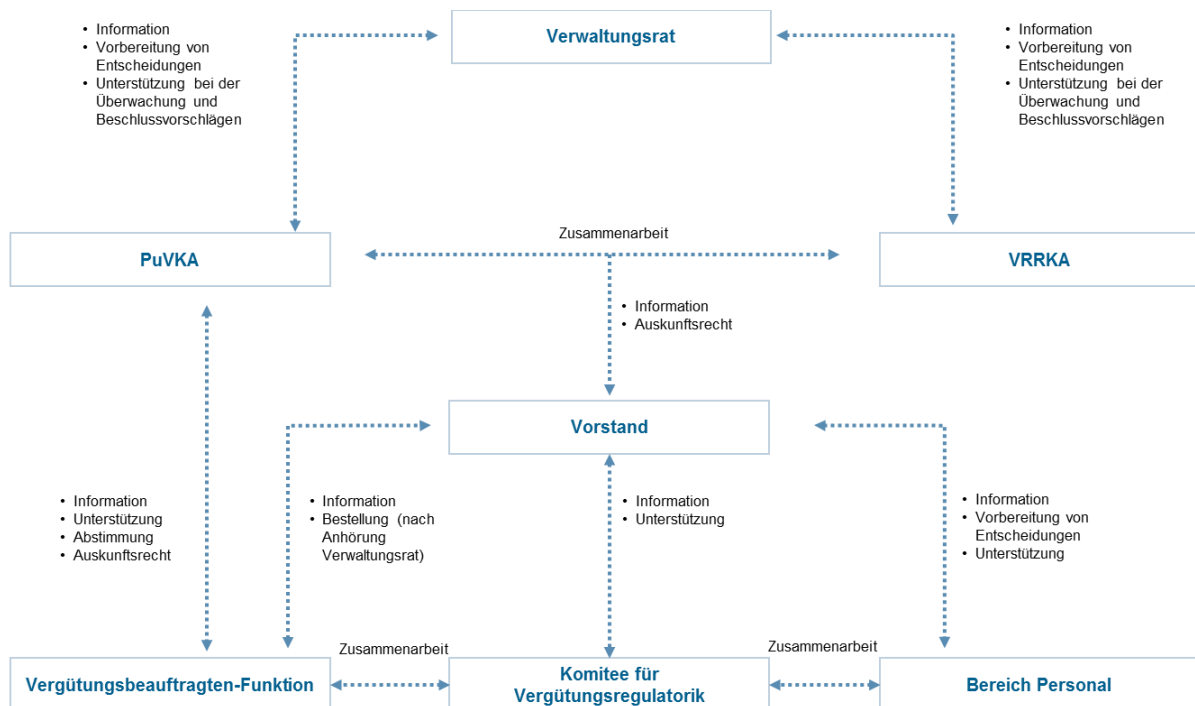 • Information
• Vorbereitung von
Entscheidungen
• Unterstützung bei der
Überwachung und
Beschlussvorschlägen
Verwaltungsrat
• Information
• Vorbereitung von
Entscheidungen
• Unterstützung bei der
Überwachung und
Beschlussvorschlägen
PuVKA
Zusammenarbeit
VRRKA
• Information
• Auskunftsrecht
Vorstand
• Information
• Unterstützung
• Abstimmung
• Auskunftsrecht
• Information
• Bestellung (nach
Anhörung
Verwaltungsrat)
• Information
• Unterstützung
• Information
• Vorbereitung von
Entscheidungen
• Unterstützung
Vergütungsbeauftragten-Funktion
Zusammenarbeit
Komitee für
Vergütungsregulatorik
Zusammenarbeit
Bereich Personal